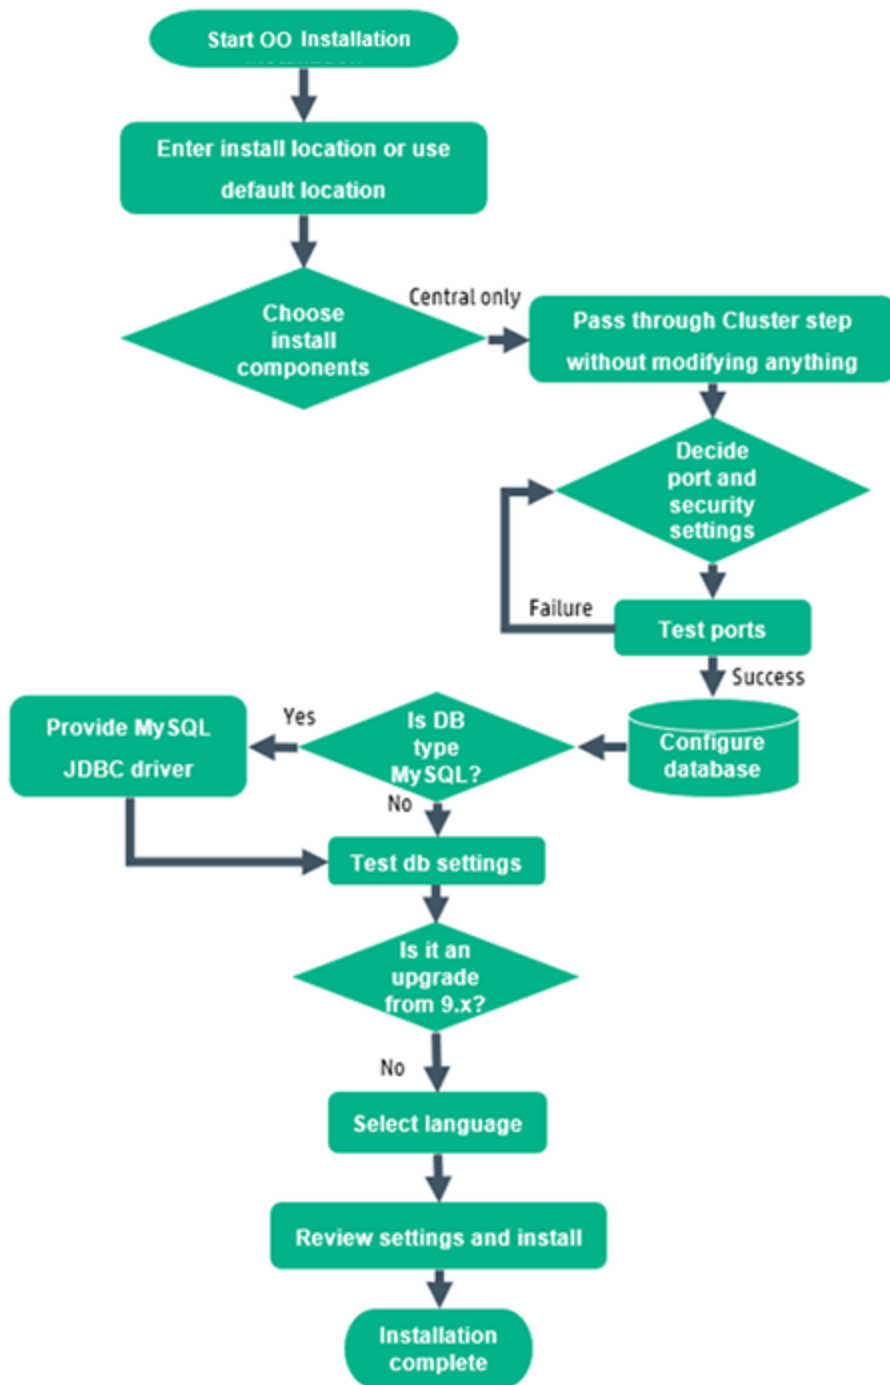 Start OO Installation
Enter install location or use
default location
Choose
install
components
Central only
Pass through Cluster step
without modifying anything
Decide
port and
security
settings
Failure
Test ports
Success
Configure
database
Is DB
type
MySQL?
Yes
Provide MySQL
JDBC driver
No
Test db settings
Is it an
upgrade
from 9.x?
No
Select language
Review settings and install
Installation
complete